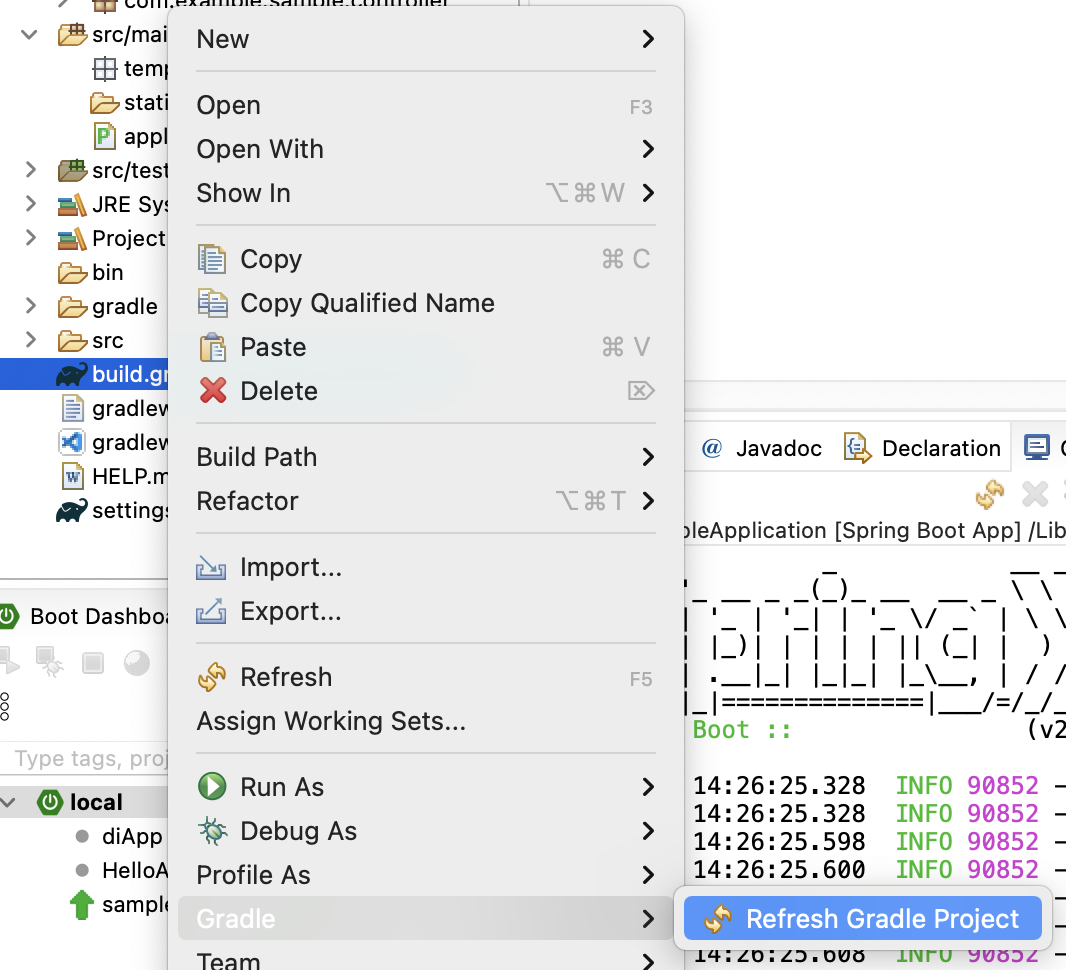 com.example.sample.controller
src/mai
temp
stati
appl
src/test
JRE Sys
Project
bin
gradle
src
build.gr
gradlew
gradlew
HELP.m
settings
Boot Dashboa
Type tags, proj
local
diApp
HelloA
sample
New
Open F3
Open With
Show In ⌥⌘W
Copy ⌘ C
Copy Qualified Name
Paste ⌘ V
Delete ⌦
Build Path
Refactor ⌥⌘T
Import...
Export...
Refresh F5
Assign Working Sets...
Run As
Debug As
Profile As
Gradle
Team
Refresh Gradle Project
@ Javadoc
Declaration
pleApplication [Spring Boot App] /Lib
Boot :: (v2
14:26:25.328 INFO 90852 -
14:26:25.328 INFO 90852 -
14:26:25.598 INFO 90852 -
14:26:25.600 INFO 90852 -
14:26:25.608 INFO 90852 -